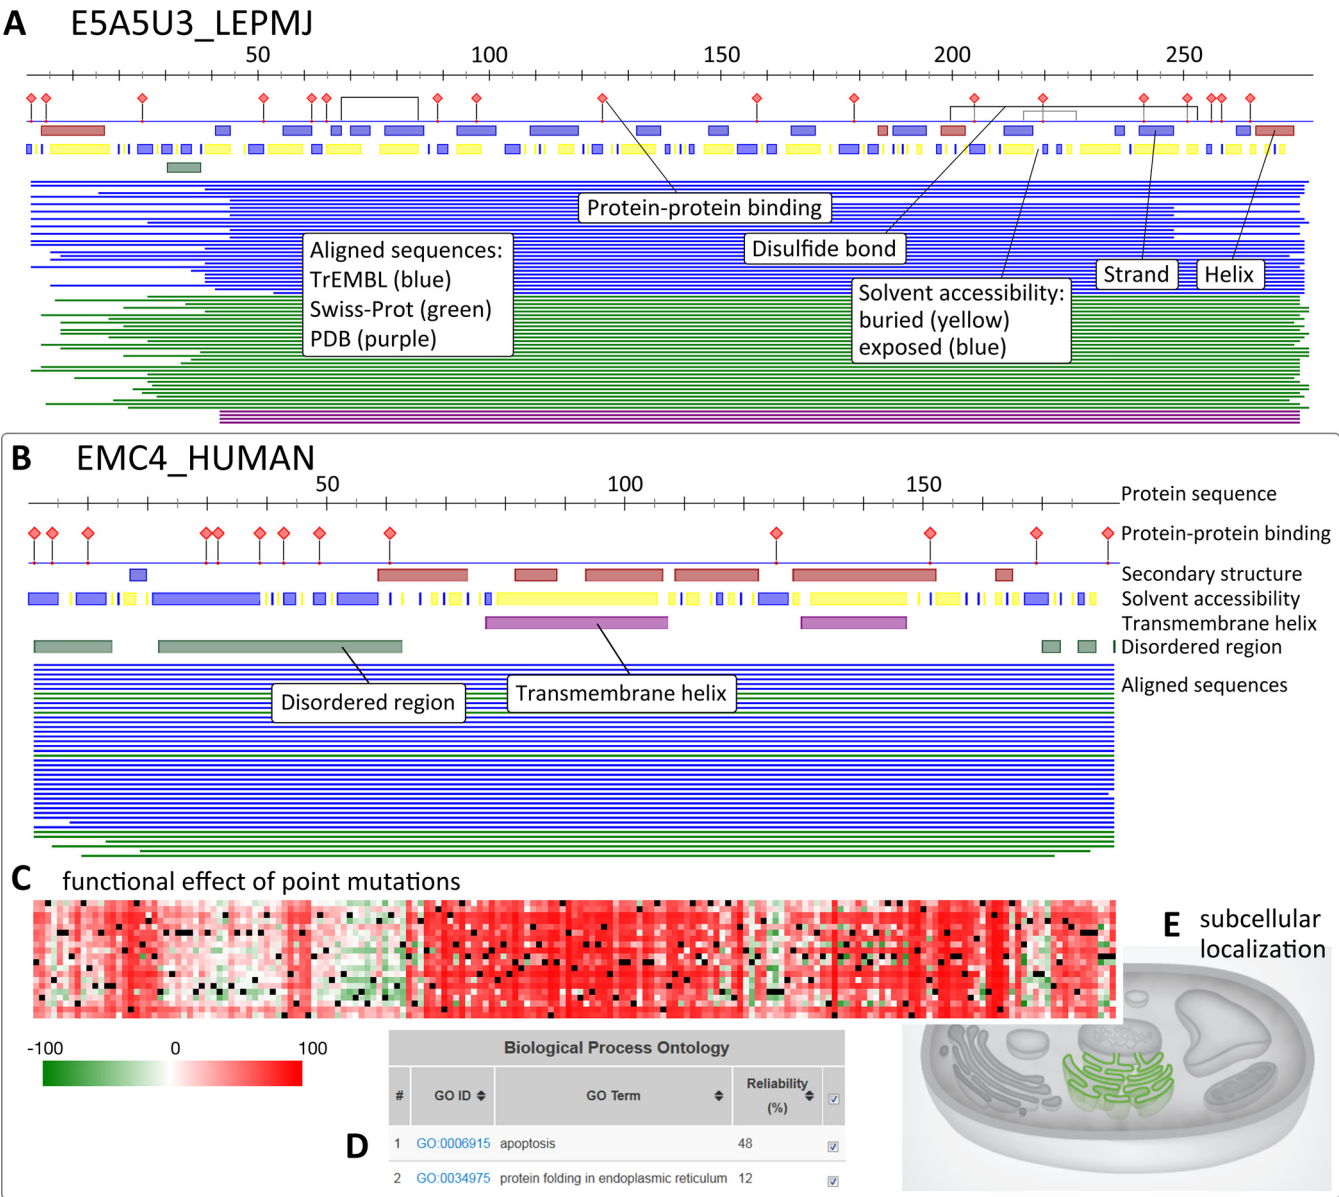 A E5A5U3_LEPMJ
50 100 150 200 250
Protein-protein binding
Aligned sequences:
TrEMBL (blue)
Swiss-Prot (green)
PDB (purple)
Disulfide bond
Solvent accessibility:
buried (yellow)
exposed (blue)
Strand
Helix
B EMC4_HUMAN
50 100 150
Protein sequence
Protein-protein binding
Secondary structure
Solvent accessibility
Transmembrane helix
Disordered region
Aligned sequences
Disordered region
Transmembrane helix
C functional effect of point mutations
-100 0 100
D
Biological Process Ontology
# GO ID GO Term Reliability
(%)
1 GO:0006915 apoptosis 48
2 GO:0034975 protein folding in endoplasmic reticulum 12
E subcellular
localization